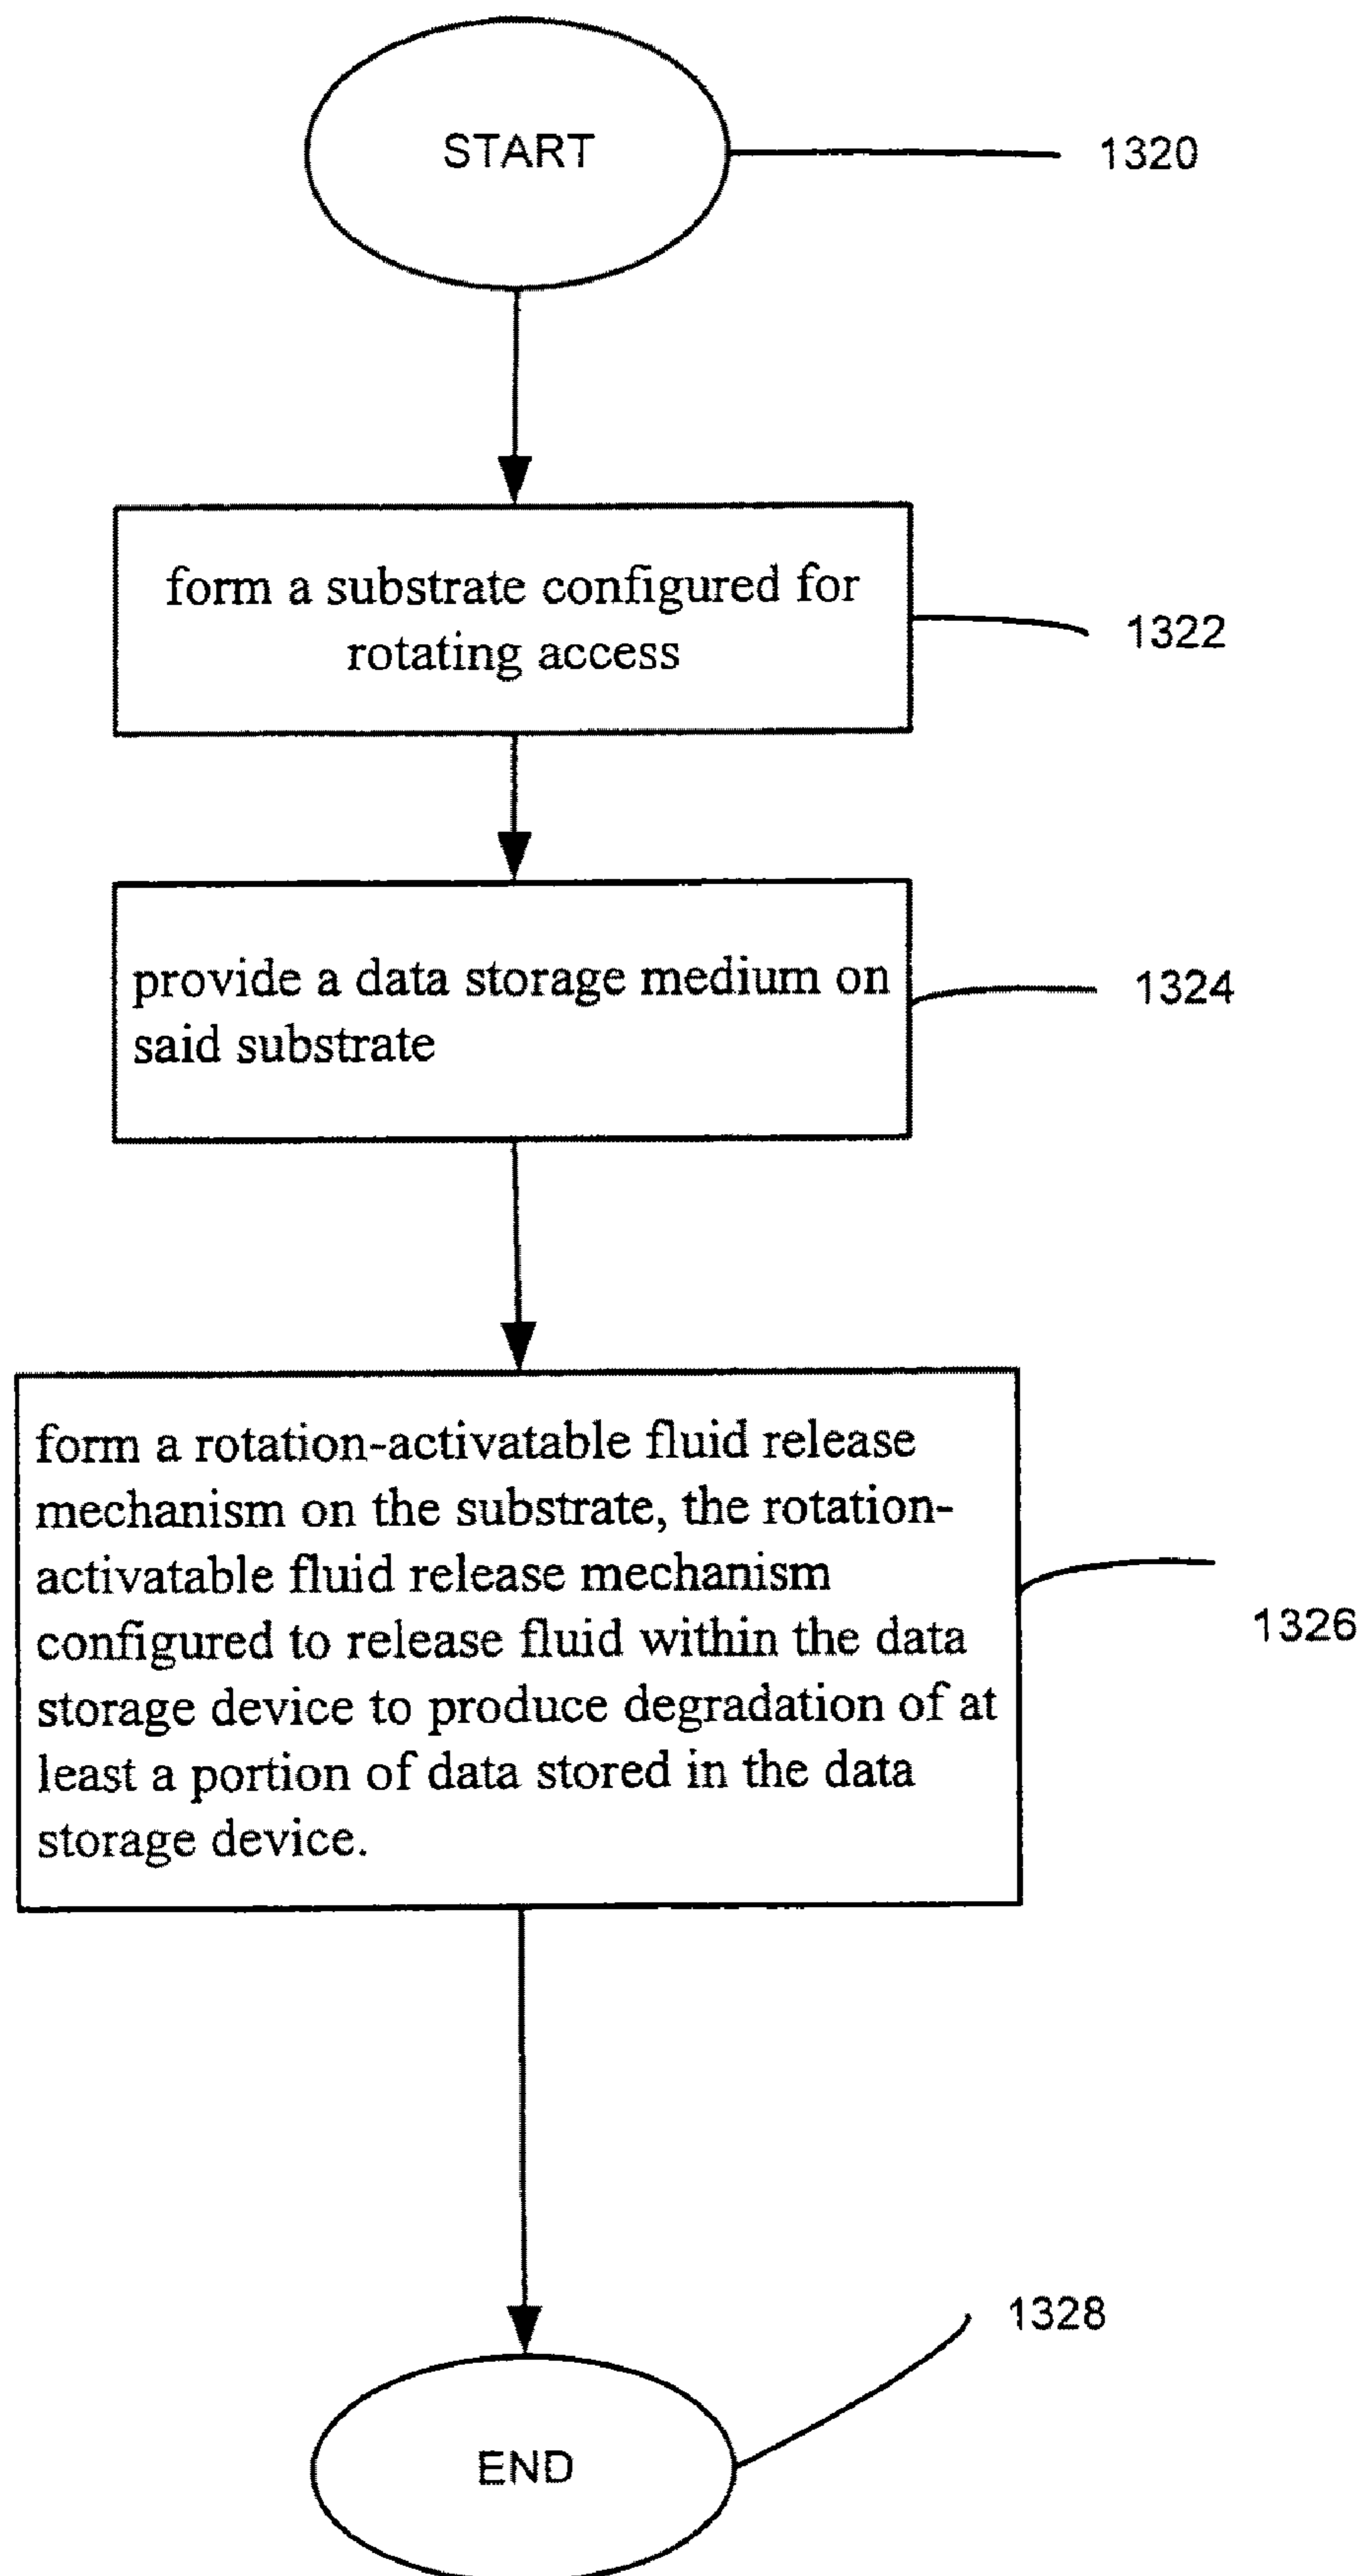 START
1320
form a substrate configured for
rotating access
1322
provide a data storage medium on
said substrate
1324
form a rotation-activatable fluid release
mechanism on the substrate, the rotation-
activatable fluid release mechanism
configured to release fluid within the data
storage device to produce degradation of at
least a portion of data stored in the data
storage device.
1326
1328
END